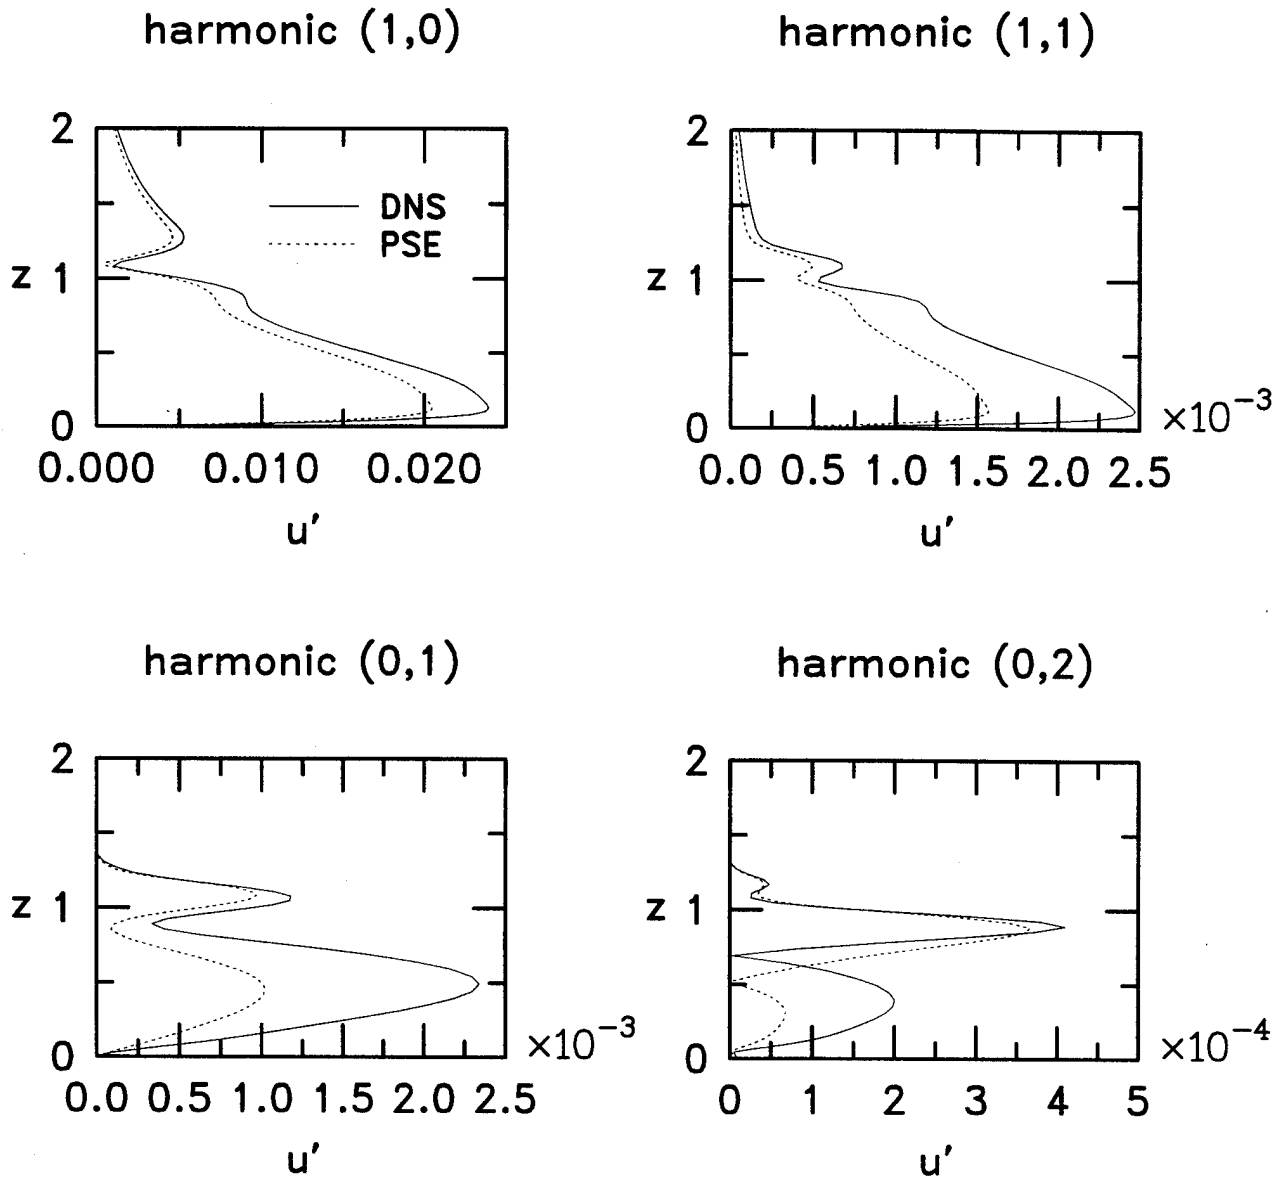 harmonic (1,0)
harmonic (1,1)
2
z 1
0
DNS
PSE
0.000 0.010 0.020
u'
2
z 1
0
×10⁻³
0.0 0.5 1.0 1.5 2.0 2.5
u'
harmonic (0,1)
harmonic (0,2)
2
z 1
0
×10⁻³
0.0 0.5 1.0 1.5 2.0 2.5
u'
2
z 1
0
×10⁻⁴
0 1 2 3 4 5
u'